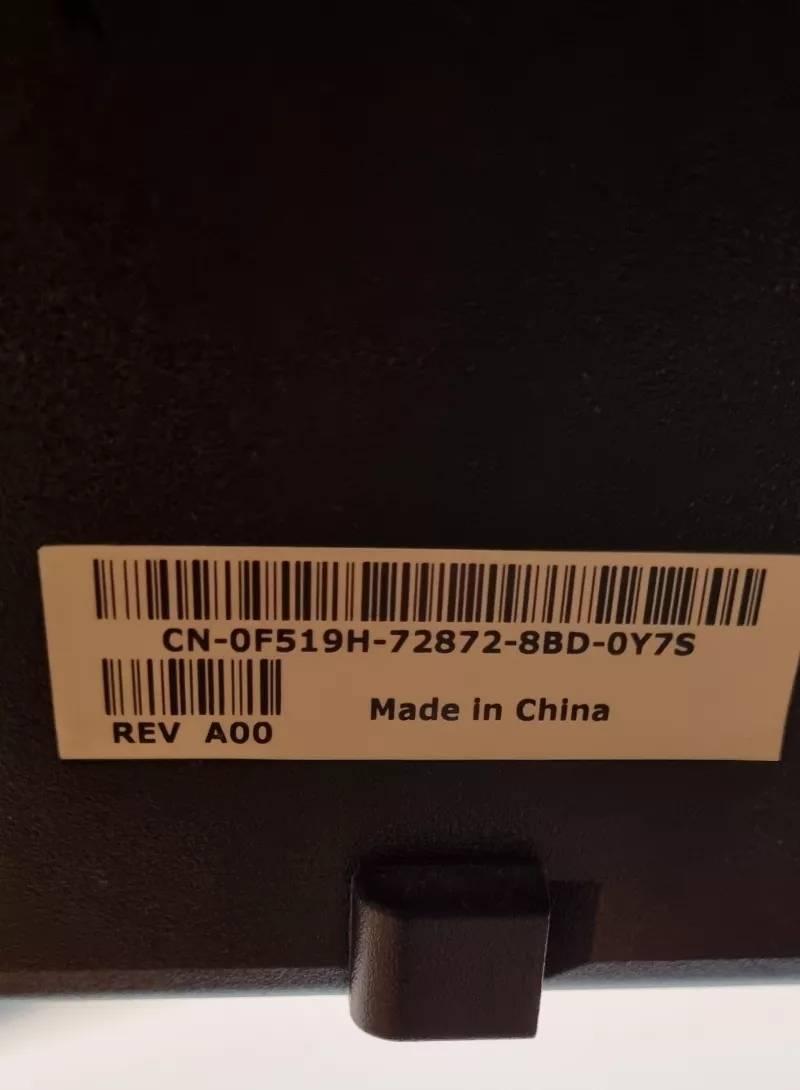 CN-0F519H-72872-8BD-0Y7S
REV A00
Made in China